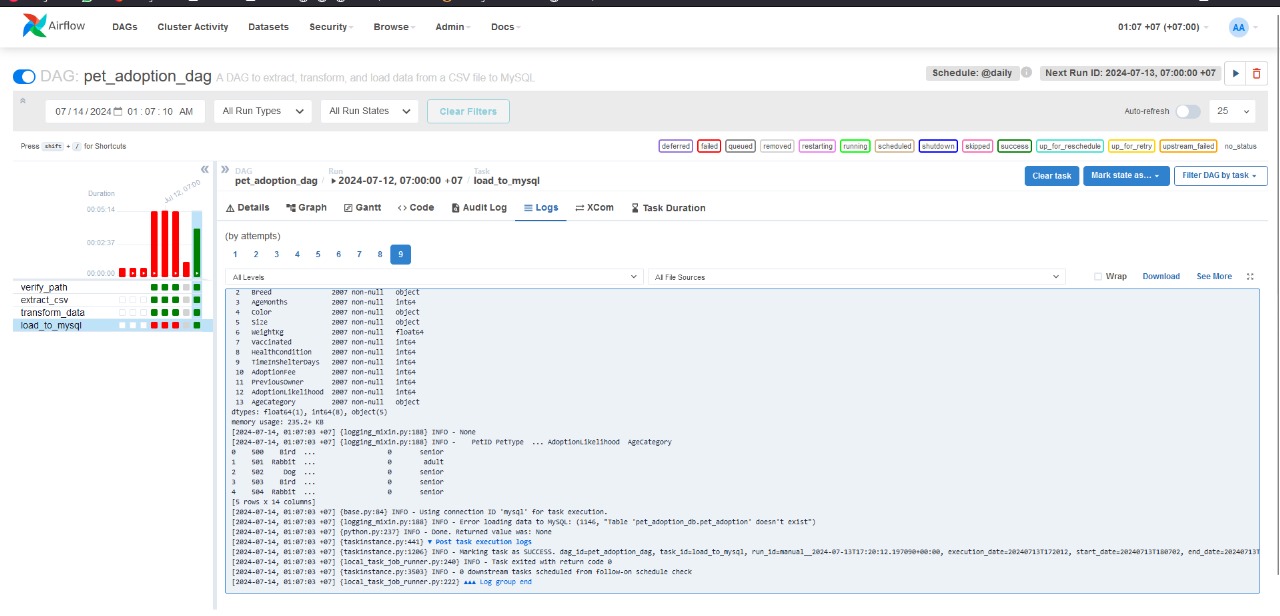 Airflow
DAGs Cluster Activity Datasets Security Browse Admin Docs
01:07 +07 (+07:00) AA
DAG: pet_adoption_dag A DAG to extract, transform, and load data from a CSV file to MySQL
Schedule: @daily Next Run ID: 2024-07-13, 07:00:00 +07
07/14/2024 01:07:10 AM All Run Types All Run States Clear Filters
Auto-refresh 25
Press shift + / for Shortcuts
deferred failed queued removed restarting running scheduled shutdown skipped success up_for_reschedule up_for_retry upstream_failed no_status
DAG Run Task
pet_adoption_dag / 2024-07-12, 07:00:00 +07 / load_to_mysql
Clear task Mark state as... Filter DAG by task
Jul 12, 07:00
Duration
00:05:14
00:02:37
00:00:00
verify_path
extract_csv
transform_data
load_to_mysql
Details Graph Gantt Code Audit Log Logs XCom Task Duration
(by attempts)
1 2 3 4 5 6 7 8 9
All Levels All File Sources Wrap Download See More
2 Breed 2007 non-null object
3 AgeMonths 2007 non-null int64
4 Color 2007 non-null object
5 Size 2007 non-null object
6 WeightKg 2007 non-null float64
7 Vaccinated 2007 non-null int64
8 HealthCondition 2007 non-null int64
9 TimeInShelterDays 2007 non-null int64
10 AdoptionFee 2007 non-null int64
11 PreviousOwner 2007 non-null int64
12 AdoptionLikelihood 2007 non-null int64
13 AgeCategory 2007 non-null object
dtypes: float64(1), int64(8), object(5)
memory usage: 235.2+ KB
[2024-07-14, 01:07:03 +07] {logging_mixin.py:188} INFO - None
[2024-07-14, 01:07:03 +07] {logging_mixin.py:188} INFO - PetID PetType ... AdoptionLikelihood AgeCategory
0 500 Bird ... 0 senior
1 501 Rabbit ... 0 adult
2 502 Dog ... 0 senior
3 503 Bird ... 0 senior
4 504 Rabbit ... 0 senior
[5 rows x 14 columns]
[2024-07-14, 01:07:03 +07] {base.py:84} INFO - Using connection ID 'mysql' for task execution.
[2024-07-14, 01:07:03 +07] {logging_mixin.py:188} INFO - Error loading data to MySQL: (1146, "Table 'pet_adoption_db.pet_adoption' doesn't exist")
[2024-07-14, 01:07:03 +07] {python.py:237} INFO - Done. Returned value was: None
[2024-07-14, 01:07:03 +07] {taskinstance.py:441} ▼ Post task execution logs
[2024-07-14, 01:07:03 +07] {taskinstance.py:1206} INFO - Marking task as SUCCESS. dag_id=pet_adoption_dag, task_id=load_to_mysql, run_id=manual__2024-07-13T17:20:12.197090+00:00, execution_date=20240713T172012, start_date=20240713T180702, end_date=20240713T
[2024-07-14, 01:07:03 +07] {local_task_job_runner.py:240} INFO - Task exited with return code 0
[2024-07-14, 01:07:03 +07] {taskinstance.py:3503} INFO - 0 downstream tasks scheduled from follow-on schedule check
[2024-07-14, 01:07:03 +07] {local_task_job_runner.py:222} ▲▲▲ Log group end